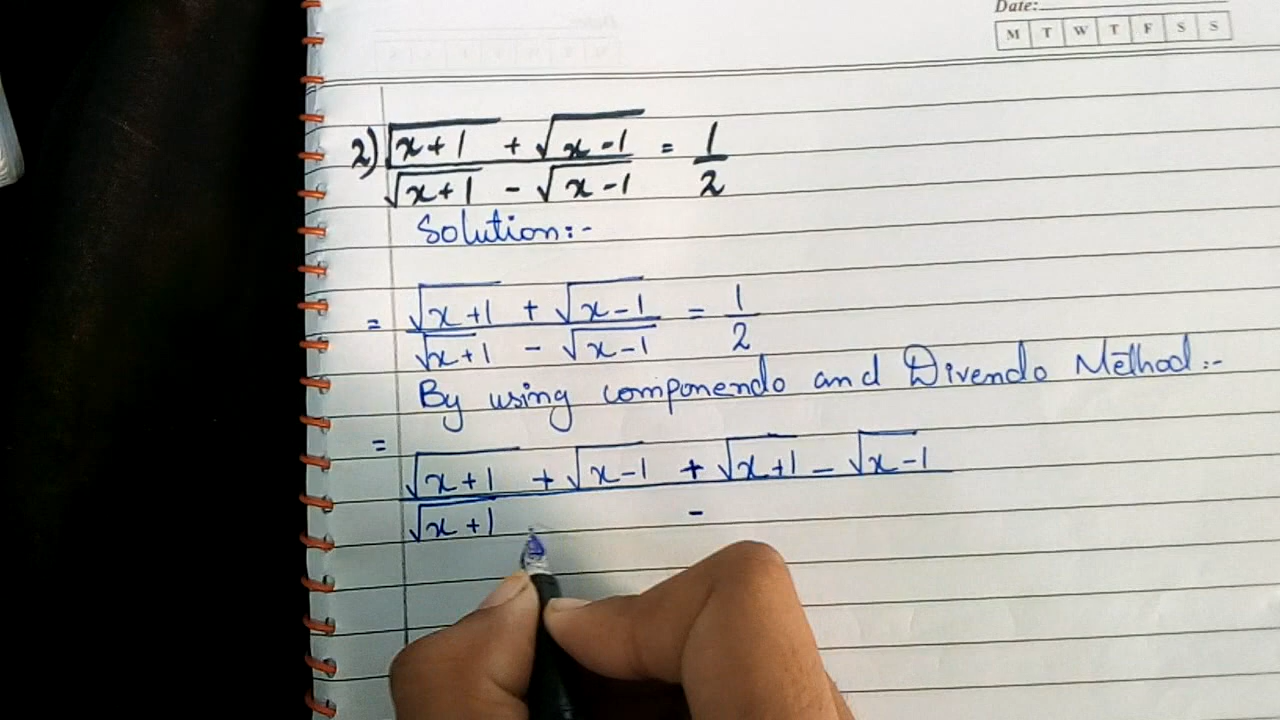 Date:
M T W T F S S
2) √x+1 + √x-1 = 1
√x+1 - √x-1 2
Solution:-
= √x+1 + √x-1 = 1
√x+1 - √x-1 2
By using componendo and Divendo Method:-
= √x+1 + √x-1 + √x+1 - √x-1
√x+1 -